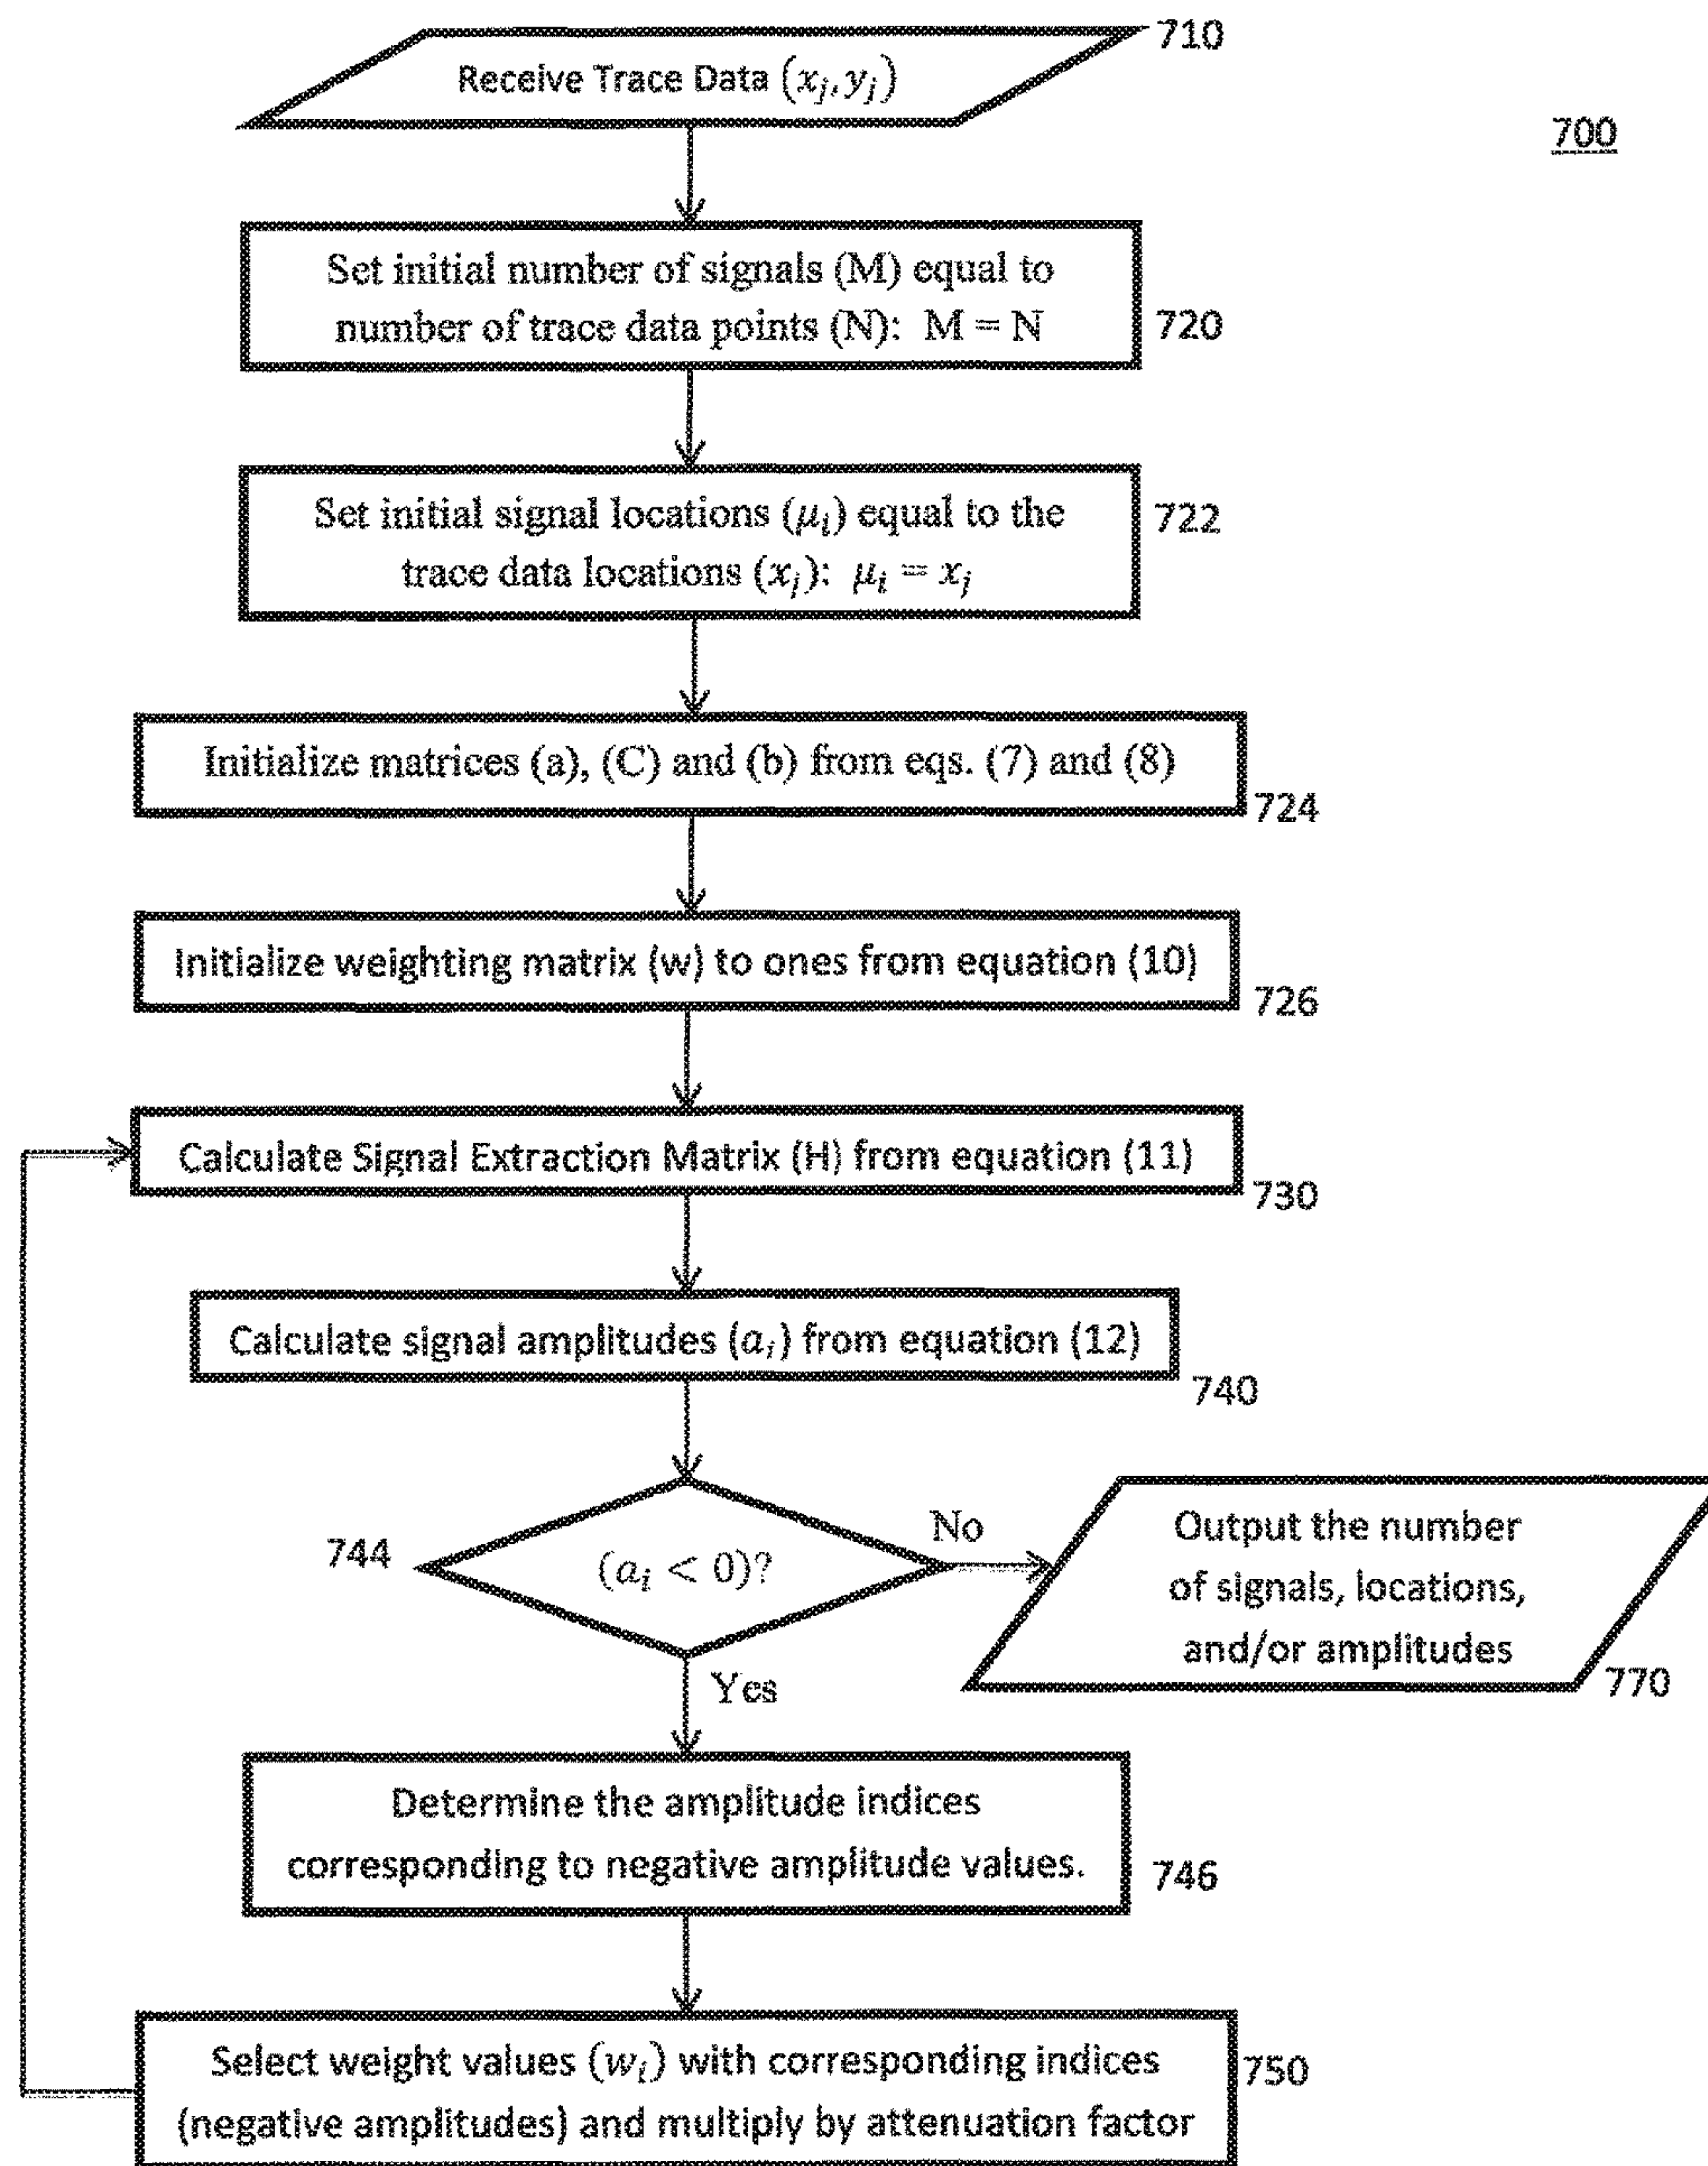 710
Receive Trace Data (xⱼ, yⱼ)
700
Set initial number of signals (M) equal to
number of trace data points (N): M = N
720
Set initial signal locations (μᵢ) equal to the
trace data locations (xⱼ): μᵢ = xⱼ
722
Initialize matrices (a), (C) and (b) from eqs. (7) and (8)
724
Initialize weighting matrix (w) to ones from equation (10)
726
Calculate Signal Extraction Matrix (H) from equation (11)
730
Calculate signal amplitudes (aᵢ) from equation (12)
740
744
(aᵢ < 0)?
No
Output the number
of signals, locations,
and/or amplitudes
770
Yes
Determine the amplitude indices
corresponding to negative amplitude values.
746
Select weight values (wᵢ) with corresponding indices
(negative amplitudes) and multiply by attenuation factor
750